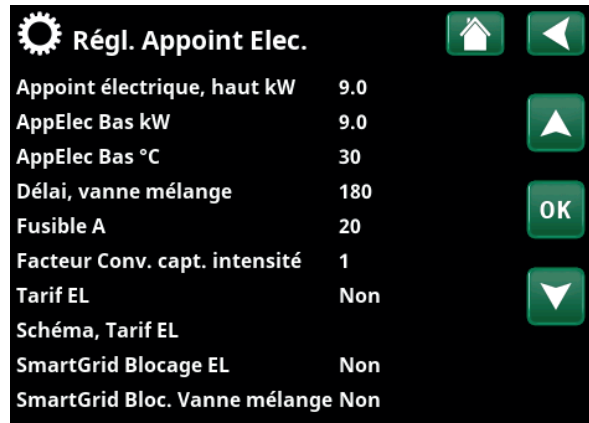 Régl. Appoint Elec.
Appoint électrique, haut kW 9.0
AppElec Bas kW 9.0
AppElec Bas °C 30
Délai, vanne mélange 180
OK
Fusible A 20
Facteur Conv. capt. intensité 1
Tarif EL Non
Schéma, Tarif EL
SmartGrid Blocage EL Non
SmartGrid Bloc. Vanne mélange Non